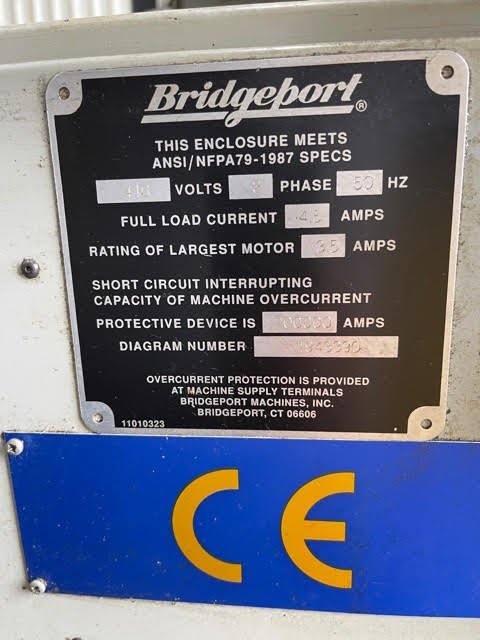 Bridgeport®
THIS ENCLOSURE MEETS
ANSI/NFPA79-1987 SPECS
VOLTS PHASE 50 HZ
FULL LOAD CURRENT AMPS
RATING OF LARGEST MOTOR 3.5 AMPS
SHORT CIRCUIT INTERRUPTING
CAPACITY OF MACHINE OVERCURRENT
PROTECTIVE DEVICE IS AMPS
DIAGRAM NUMBER
OVERCURRENT PROTECTION IS PROVIDED
AT MACHINE SUPPLY TERMINALS
BRIDGEPORT MACHINES, INC.
BRIDGEPORT, CT 06606
11010323
CE